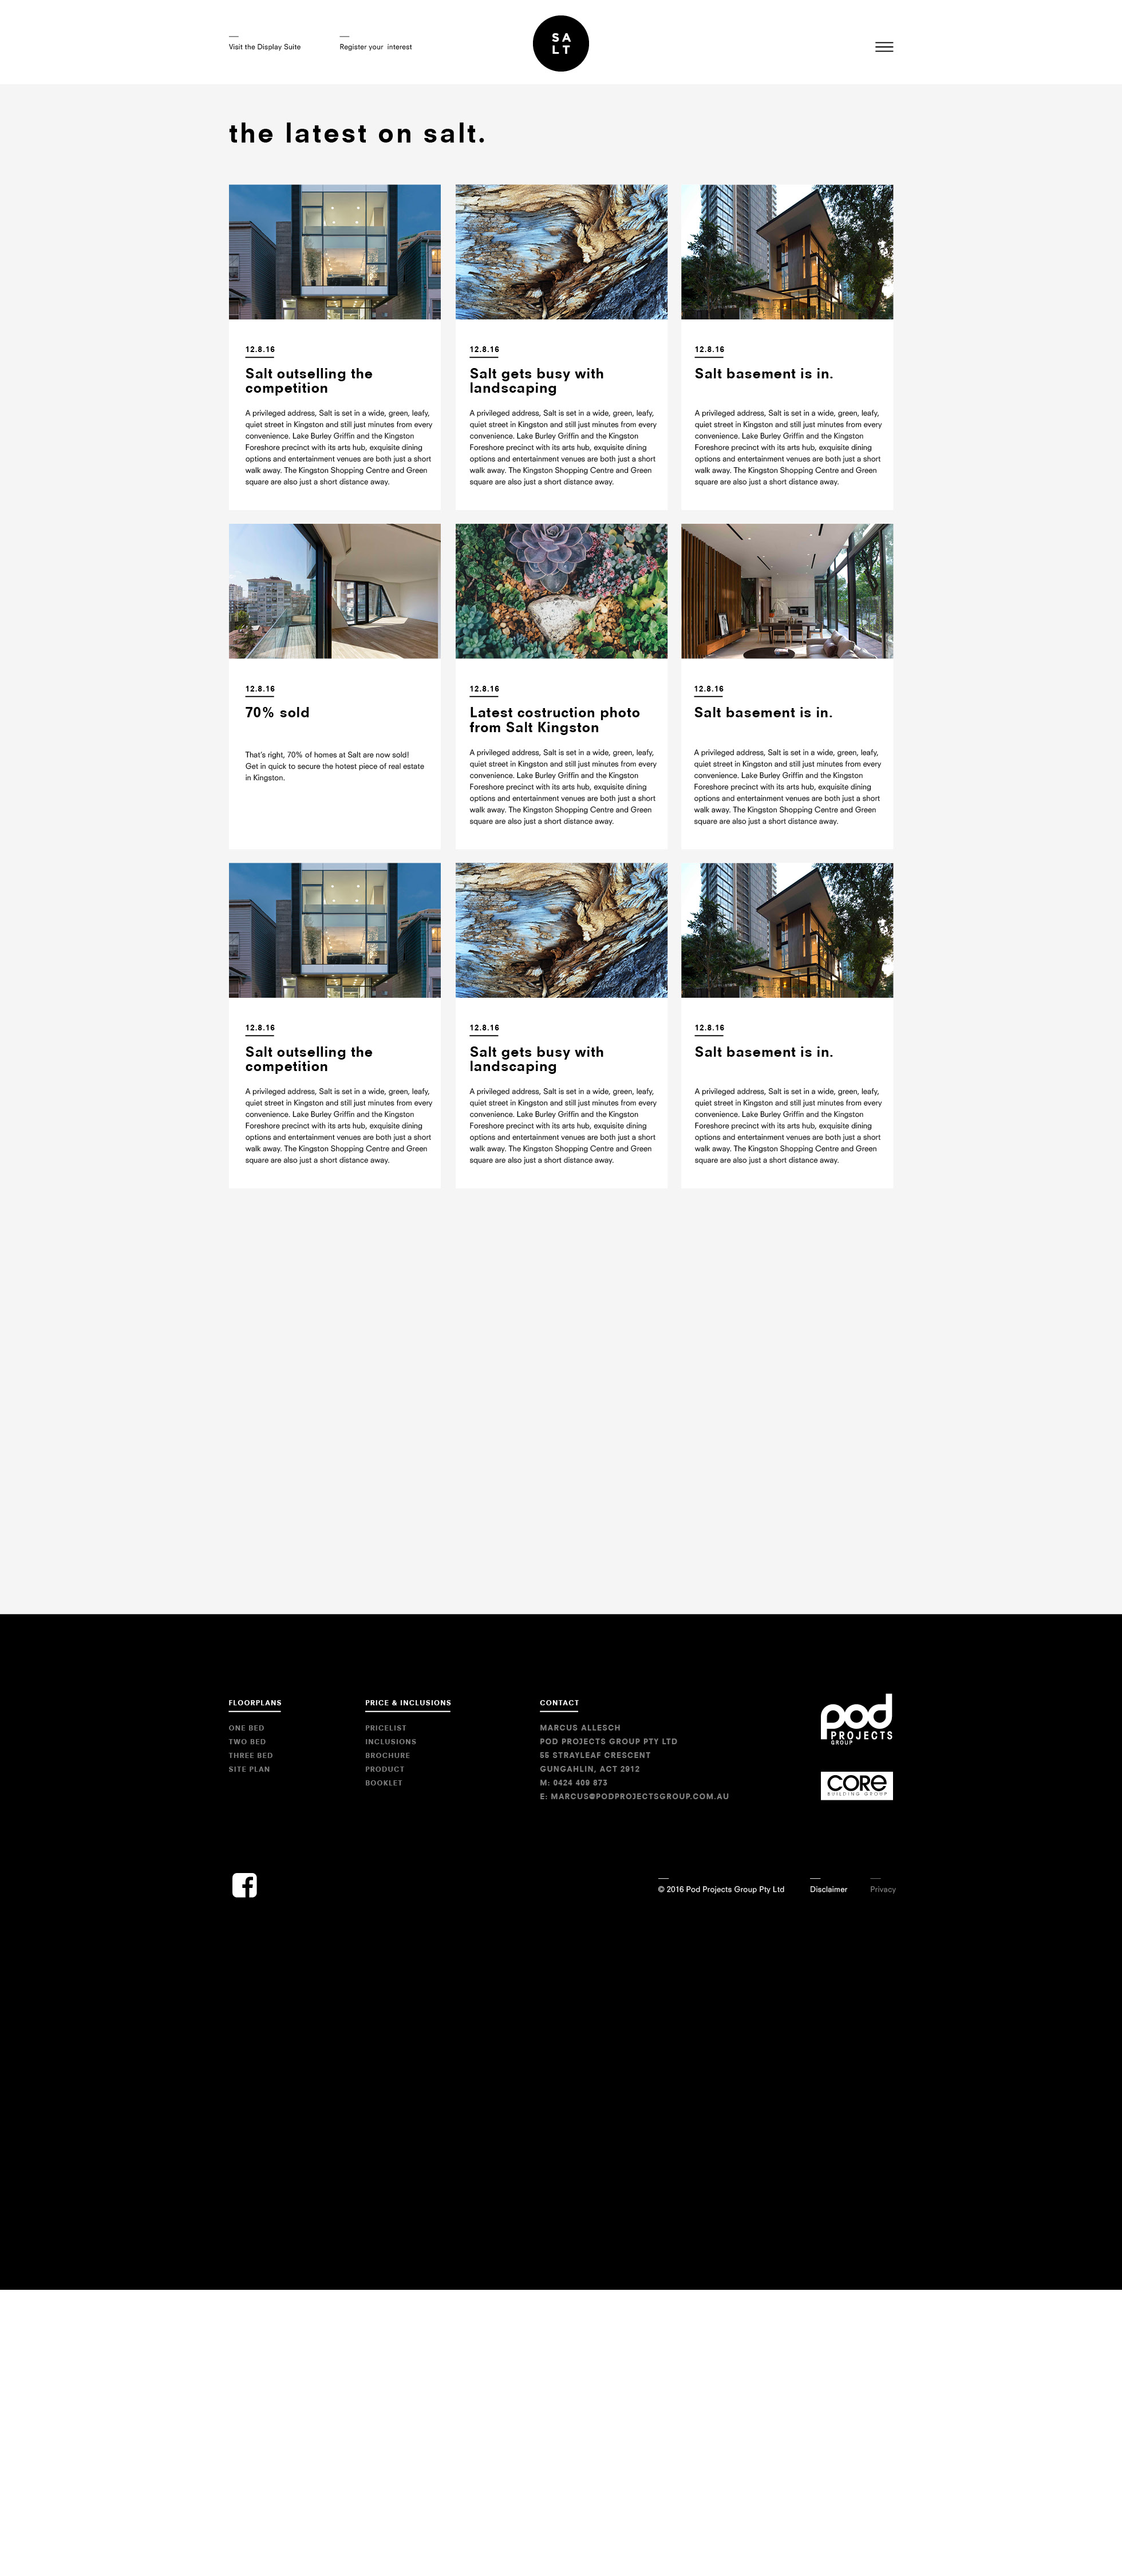 Visit the Display Suite
Register your interest
SA
LT
the latest on salt.
12.8.16
Salt outselling the
competition
A privileged address, Salt is set in a wide, green, leafy,
quiet street in Kingston and still just minutes from every
convenience. Lake Burley Griffin and the Kingston
Foreshore precinct with its arts hub, exquisite dining
options and entertainment venues are both just a short
walk away. The Kingston Shopping Centre and Green
square are also just a short distance away.
12.8.16
Salt gets busy with
landscaping
A privileged address, Salt is set in a wide, green, leafy,
quiet street in Kingston and still just minutes from every
convenience. Lake Burley Griffin and the Kingston
Foreshore precinct with its arts hub, exquisite dining
options and entertainment venues are both just a short
walk away. The Kingston Shopping Centre and Green
square are also just a short distance away.
12.8.16
Salt basement is in.
A privileged address, Salt is set in a wide, green, leafy,
quiet street in Kingston and still just minutes from every
convenience. Lake Burley Griffin and the Kingston
Foreshore precinct with its arts hub, exquisite dining
options and entertainment venues are both just a short
walk away. The Kingston Shopping Centre and Green
square are also just a short distance away.
12.8.16
70% sold
That's right, 70% of homes at Salt are now sold!
Get in quick to secure the hotest piece of real estate
in Kingston.
12.8.16
Latest costruction photo
from Salt Kingston
A privileged address, Salt is set in a wide, green, leafy,
quiet street in Kingston and still just minutes from every
convenience. Lake Burley Griffin and the Kingston
Foreshore precinct with its arts hub, exquisite dining
options and entertainment venues are both just a short
walk away. The Kingston Shopping Centre and Green
square are also just a short distance away.
12.8.16
Salt basement is in.
A privileged address, Salt is set in a wide, green, leafy,
quiet street in Kingston and still just minutes from every
convenience. Lake Burley Griffin and the Kingston
Foreshore precinct with its arts hub, exquisite dining
options and entertainment venues are both just a short
walk away. The Kingston Shopping Centre and Green
square are also just a short distance away.
12.8.16
Salt outselling the
competition
A privileged address, Salt is set in a wide, green, leafy,
quiet street in Kingston and still just minutes from every
convenience. Lake Burley Griffin and the Kingston
Foreshore precinct with its arts hub, exquisite dining
options and entertainment venues are both just a short
walk away. The Kingston Shopping Centre and Green
square are also just a short distance away.
12.8.16
Salt gets busy with
landscaping
A privileged address, Salt is set in a wide, green, leafy,
quiet street in Kingston and still just minutes from every
convenience. Lake Burley Griffin and the Kingston
Foreshore precinct with its arts hub, exquisite dining
options and entertainment venues are both just a short
walk away. The Kingston Shopping Centre and Green
square are also just a short distance away.
12.8.16
Salt basement is in.
A privileged address, Salt is set in a wide, green, leafy,
quiet street in Kingston and still just minutes from every
convenience. Lake Burley Griffin and the Kingston
Foreshore precinct with its arts hub, exquisite dining
options and entertainment venues are both just a short
walk away. The Kingston Shopping Centre and Green
square are also just a short distance away.
FLOORPLANS
ONE BED
TWO BED
THREE BED
SITE PLAN
PRICE & INCLUSIONS
PRICELIST
INCLUSIONS
BROCHURE
PRODUCT
BOOKLET
CONTACT
MARCUS ALLESCH
POD PROJECTS GROUP PTY LTD
55 STRAYLEAF CRESCENT
GUNGAHLIN, ACT 2912
M: 0424 409 873
E: MARCUS@PODPROJECTSGROUP.COM.AU
pod
PROJECTS
GROUP
CORe
BUILDING GROUP
© 2016 Pod Projects Group Pty Ltd
Disclaimer
Privacy